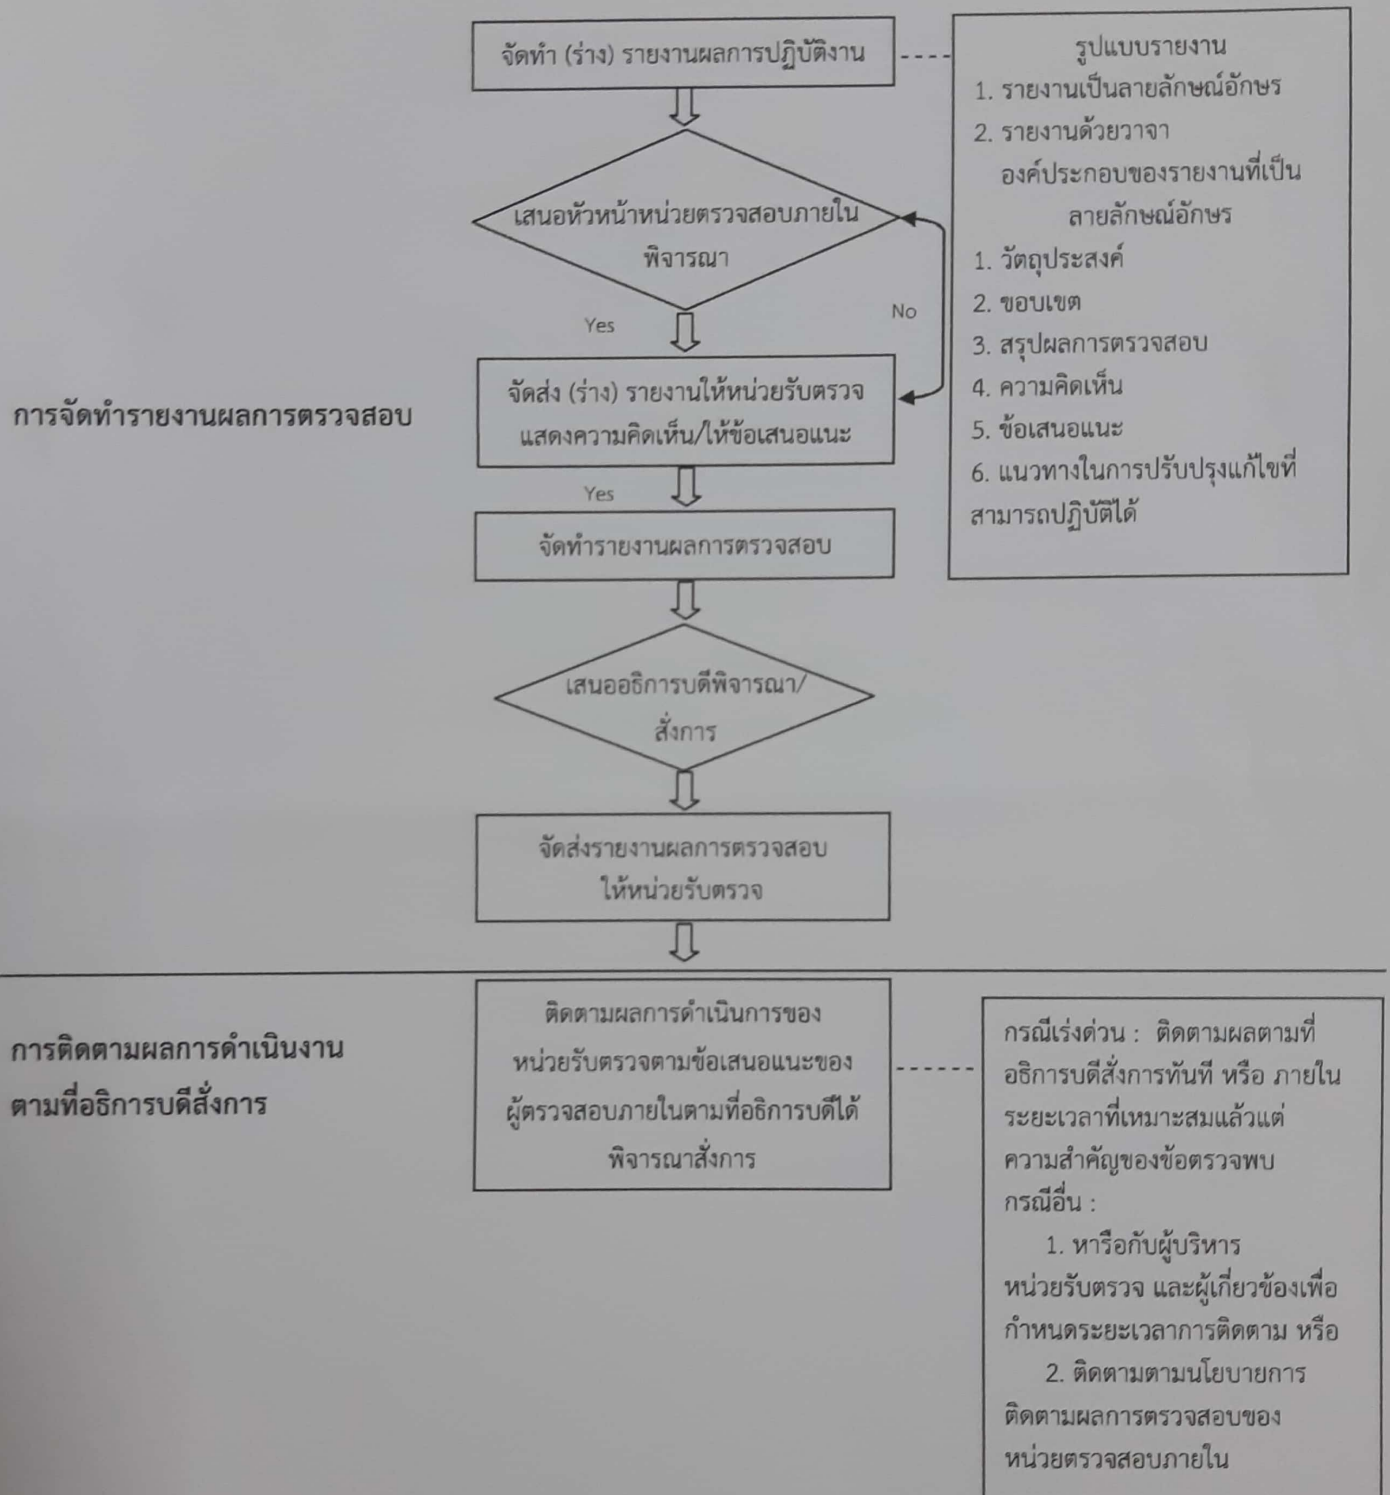 จัดทำ (ร่าง) รายงานผลการปฏิบัติงาน
รูปแบบรายงาน
1. รายงานเป็นลายลักษณ์อักษร
2. รายงานด้วยวาจา
องค์ประกอบของรายงานที่เป็น
ลายลักษณ์อักษร
1. วัตถุประสงค์
2. ขอบเขต
3. สรุปผลการตรวจสอบ
4. ความคิดเห็น
5. ข้อเสนอแนะ
6. แนวทางในการปรับปรุงแก้ไขที่
สามารถปฏิบัติได้
เสนอหัวหน้าหน่วยตรวจสอบภายใน
พิจารณา
Yes
No
การจัดทำรายงานผลการตรวจสอบ
จัดส่ง (ร่าง) รายงานให้หน่วยรับตรวจ
แสดงความคิดเห็น/ให้ข้อเสนอแนะ
Yes
จัดทำรายงานผลการตรวจสอบ
เสนออธิการบดีพิจารณา/
สั่งการ
จัดส่งรายงานผลการตรวจสอบ
ให้หน่วยรับตรวจ
การติดตามผลการดำเนินงาน
ตามที่อธิการบดีสั่งการ
ติดตามผลการดำเนินการของ
หน่วยรับตรวจตามข้อเสนอแนะของ
ผู้ตรวจสอบภายในตามที่อธิการบดีได้
พิจารณาสั่งการ
กรณีเร่งด่วน : ติดตามผลตามที่
อธิการบดีสั่งการทันที หรือ ภายใน
ระยะเวลาที่เหมาะสมแล้วแต่
ความสำคัญของข้อตรวจพบ
กรณีอื่น :
1. หารือกับผู้บริหาร
หน่วยรับตรวจ และผู้เกี่ยวข้องเพื่อ
กำหนดระยะเวลาการติดตาม หรือ
2. ติดตามตามนโยบายการ
ติดตามผลการตรวจสอบของ
หน่วยตรวจสอบภายใน